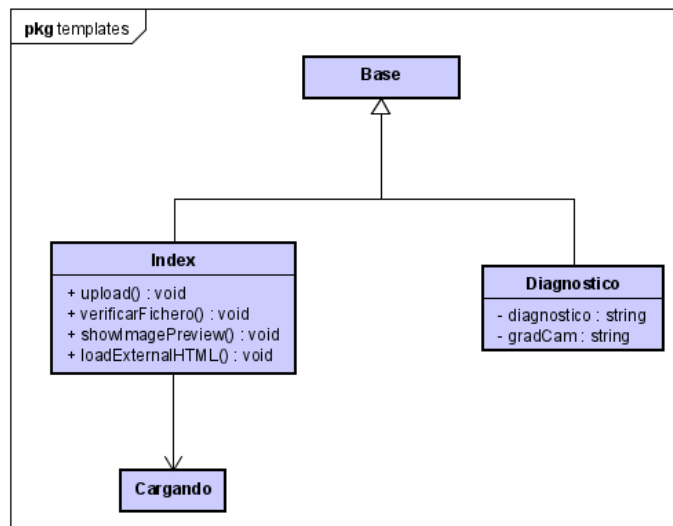 pkg templates
Base
Index
+ upload() : void
+ verificarFichero() : void
+ showImagePreview() : void
+ loadExternalHTML() : void
Diagnostico
- diagnostico : string
- gradCam : string
Cargando